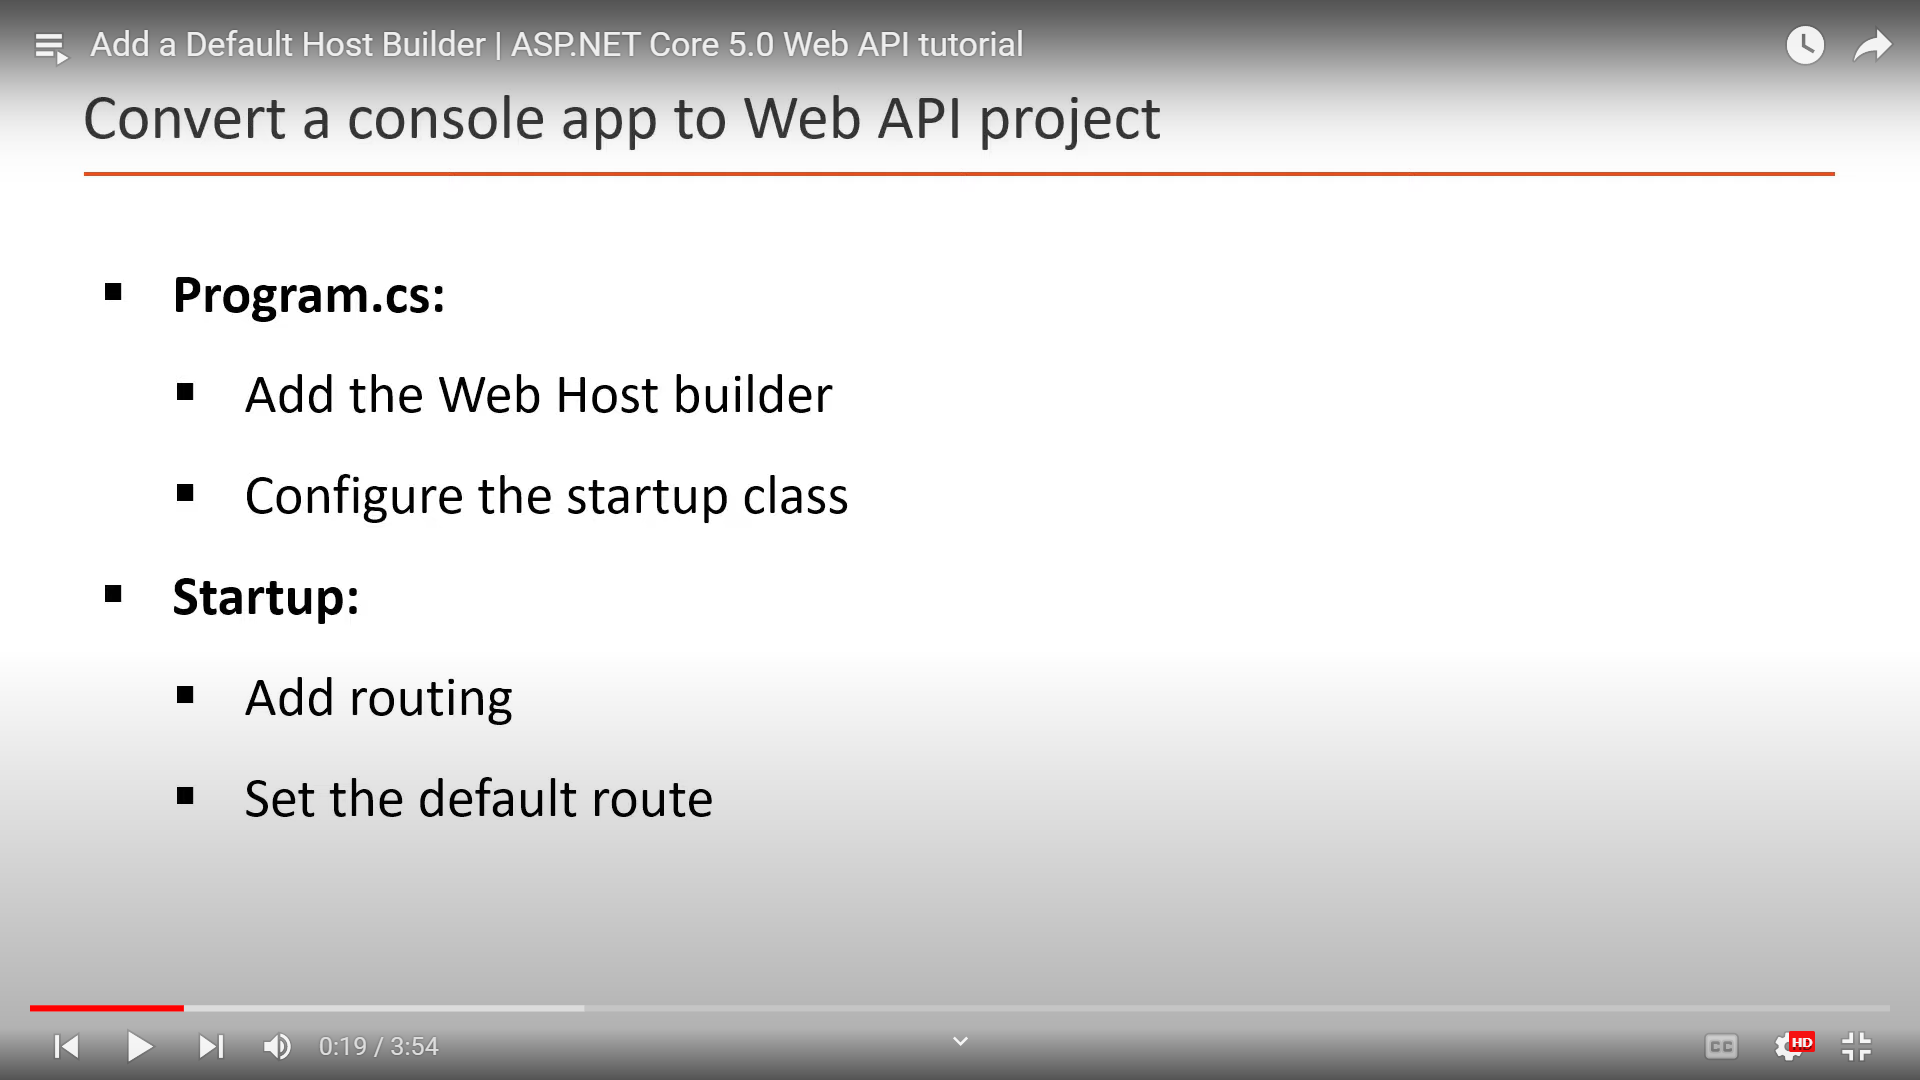 Add a Default Host Builder | ASP.NET Core 5.0 Web API tutorial
Convert a console app to Web API project
▪ Program.cs:
▪ Add the Web Host builder
▪ Configure the startup class
▪ Startup:
▪ Add routing
▪ Set the default route
0:19 / 3:54
CC
HD